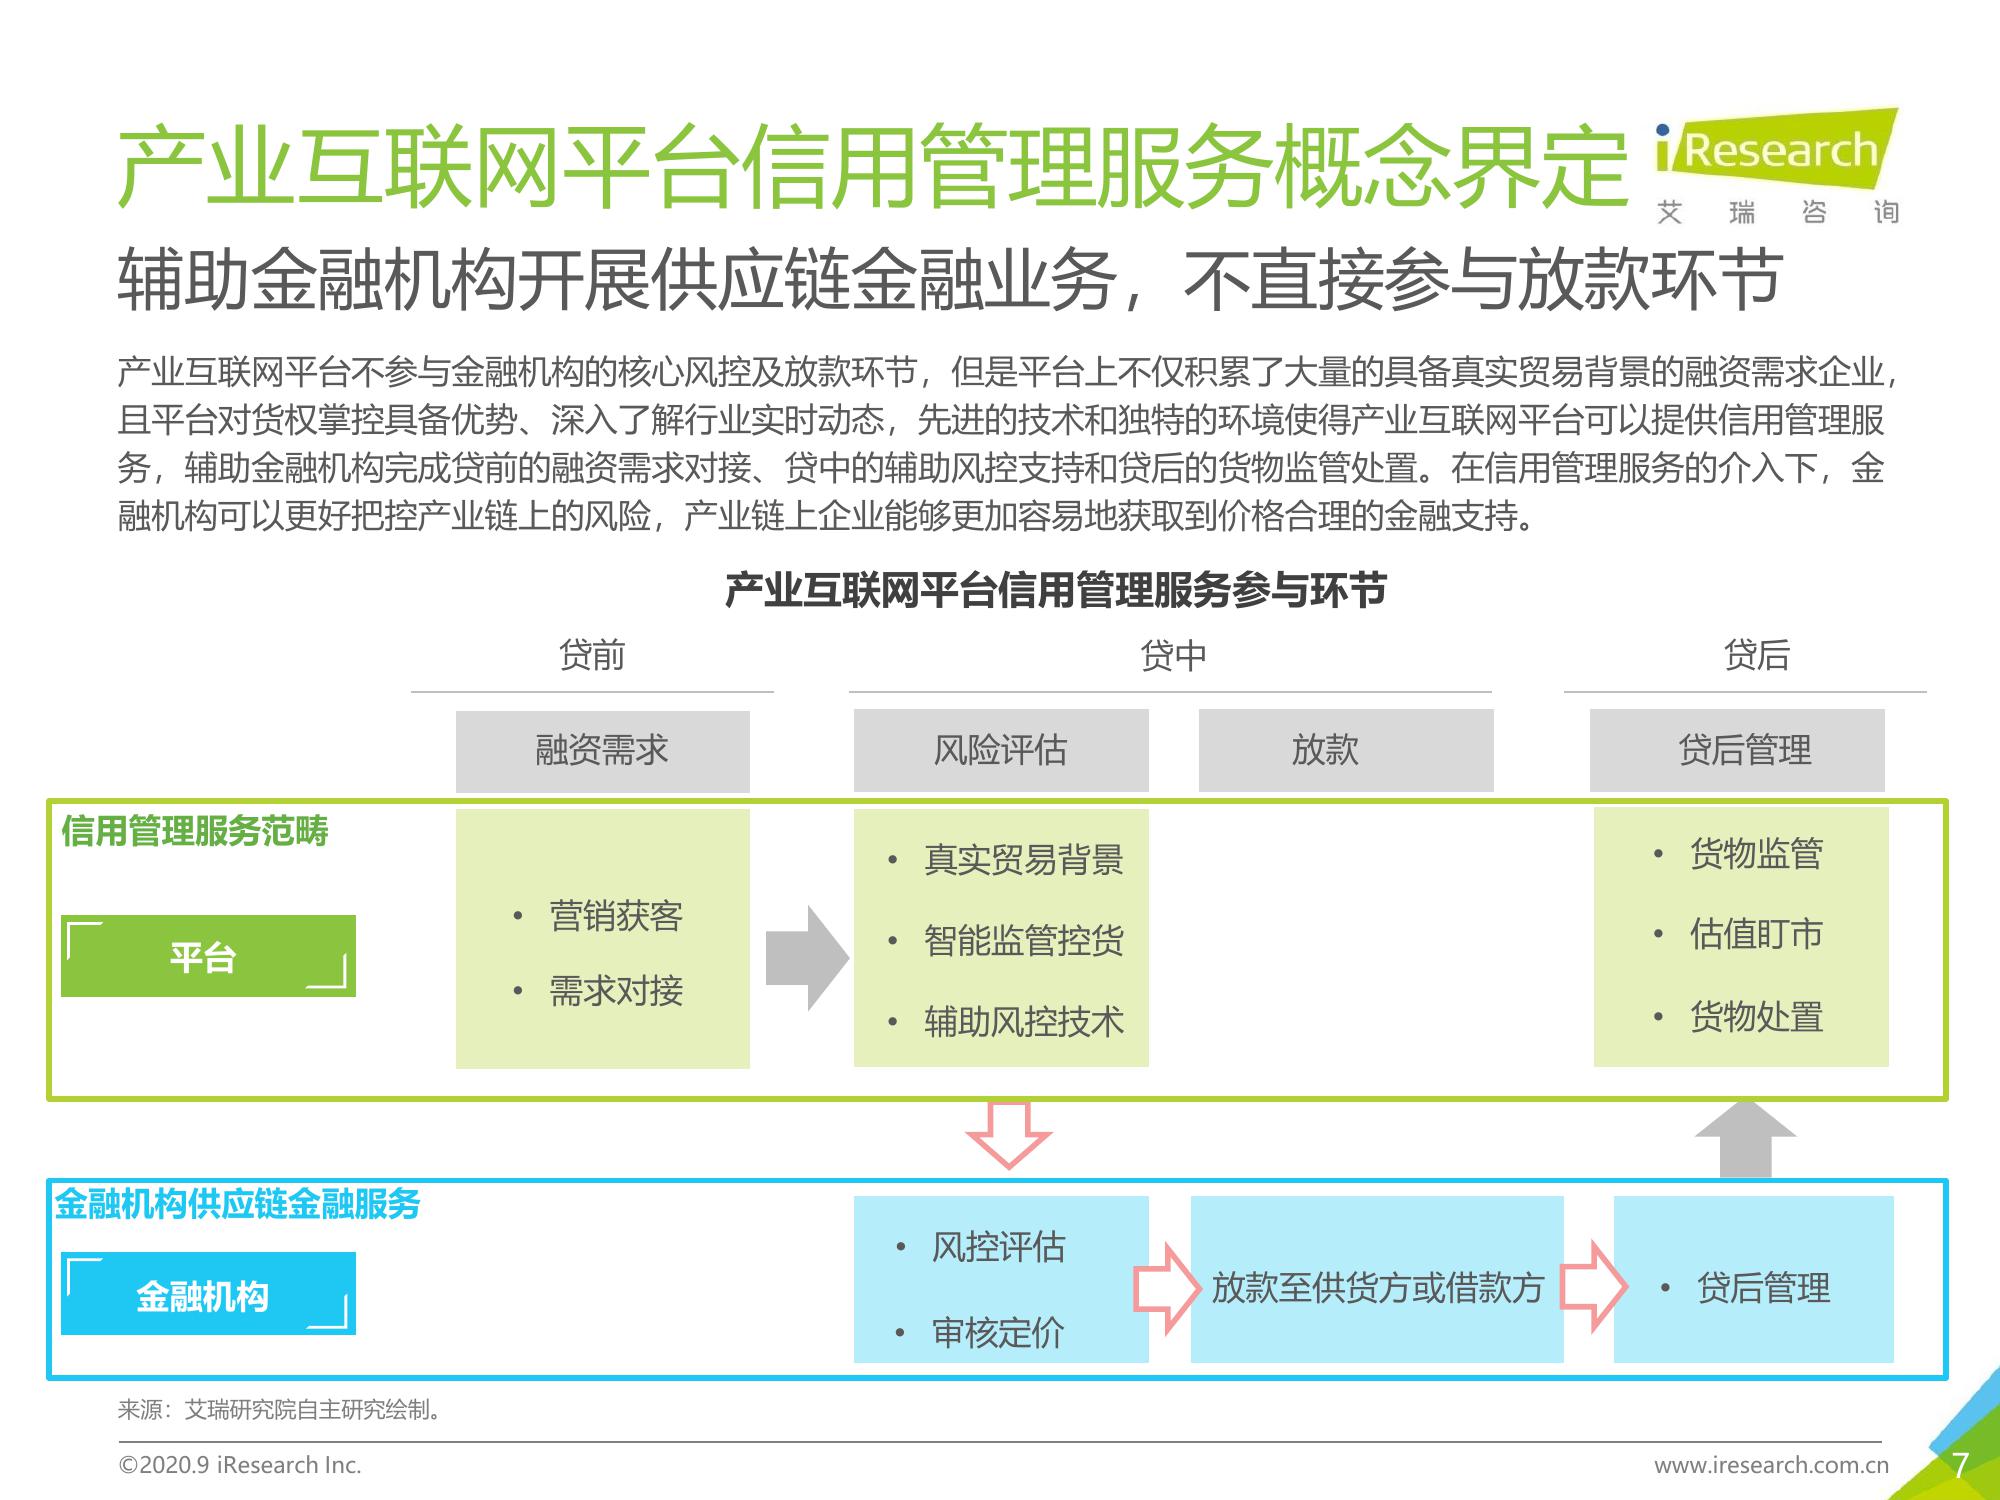 产业互联网平台信用管理服务概念界定
iResearch
艾瑞咨询
辅助金融机构开展供应链金融业务，不直接参与放款环节
产业互联网平台不参与金融机构的核心风控及放款环节，但是平台上不仅积累了大量的具备真实贸易背景的融资需求企业，
且平台对货权掌控具备优势、深入了解行业实时动态，先进的技术和独特的环境使得产业互联网平台可以提供信用管理服
务，辅助金融机构完成贷前的融资需求对接、贷中的辅助风控支持和贷后的货物监管处置。在信用管理服务的介入下，金
融机构可以更好把控产业链上的风险，产业链上企业能够更加容易地获取到价格合理的金融支持。
产业互联网平台信用管理服务参与环节
贷前
贷中
贷后
融资需求
风险评估
放款
贷后管理
信用管理服务范畴
平台
• 营销获客
• 需求对接
• 真实贸易背景
• 智能监管控货
• 辅助风控技术
• 货物监管
• 估值盯市
• 货物处置
金融机构供应链金融服务
金融机构
• 风控评估
• 审核定价
放款至供货方或借款方
• 贷后管理
来源：艾瑞研究院自主研究绘制。
©2020.9 iResearch Inc.
www.iresearch.com.cn
7